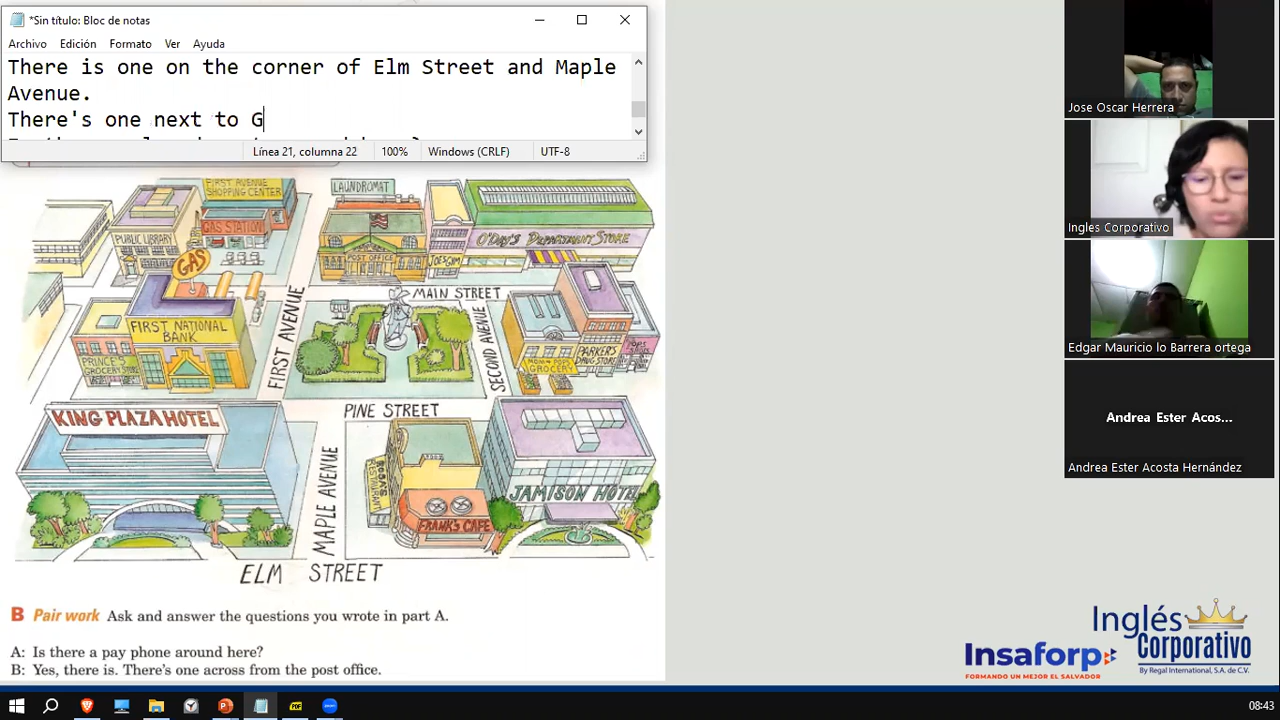 *Sin título: Bloc de notas
Archivo Edición Formato Ver Ayuda
There is one on the corner of Elm Street and Maple
Avenue.
There's one next to G
Línea 21, columna 22 100% Windows (CRLF) UTF-8
FIRST AVENUE
SHOPPING CENTER
LAUNDROMAT
PUBLIC LIBRARY
GAS STATION
POST OFFICE
JOE'S GYM
O'DAY'S DEPARTMENT STORE
GAS
MAIN STREET
FIRST NATIONAL
BANK
FIRST AVENUE
SECOND AVENUE
PRINCE'S
GROCERY STORE
MOM & POP'S
GROCERY
PARKER'S
DRUG STORE
KING PLAZA HOTEL
PINE STREET
MAPLE AVENUE
FRANK'S CAFE
JAMISON HOTEL
ELM STREET
B Pair work Ask and answer the questions you wrote in part A.
A: Is there a pay phone around here?
B: Yes, there is. There's one across from the post office.
Jose Oscar Herrera
Ingles Corporativo
Edgar Mauricio lo Barrera ortega
Andrea Ester Acos...
Andrea Ester Acosta Hernández
Insaforp
FORMANDO UN MEJOR EL SALVADOR
Inglés
Corporativo
By Regal International, S.A. de C.V.
08:43